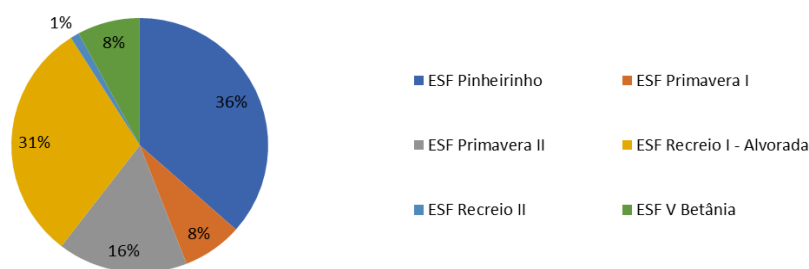 1%
8%
36%
31%
8%
16%
ESF Pinheirinho
ESF Primavera I
ESF Primavera II
ESF Recreio I - Alvorada
ESF Recreio II
ESF V Betânia